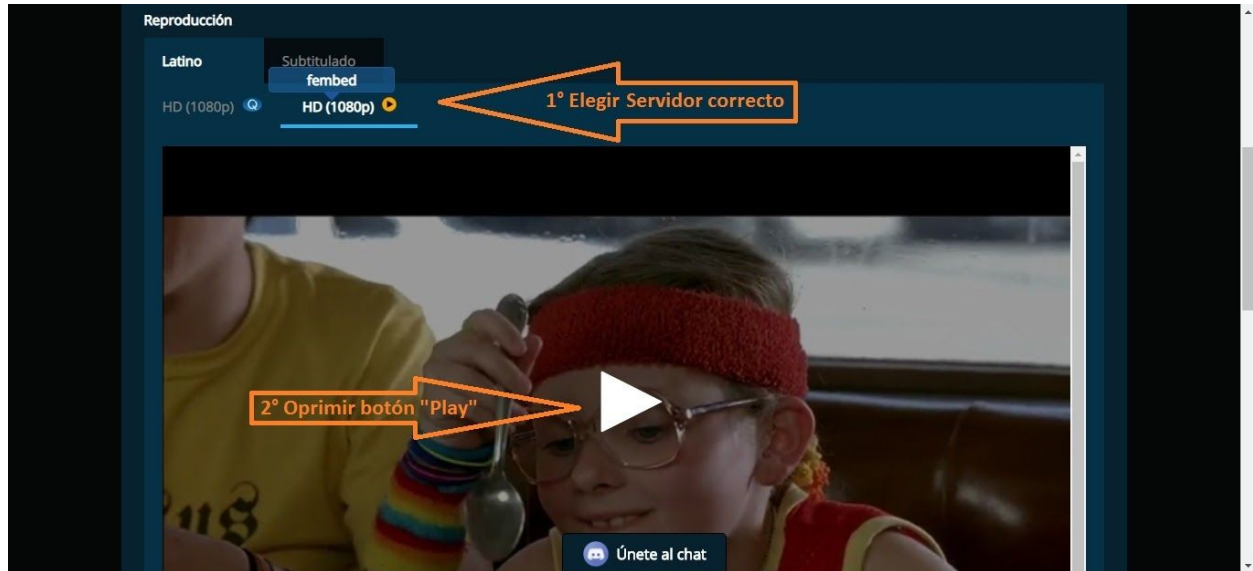 Reproducción
Latino
Subtitulado
fembed
HD (1080p)
HD (1080p)
1° Elegir Servidor correcto
2° Oprimir botón "Play"
us
Únete al chat